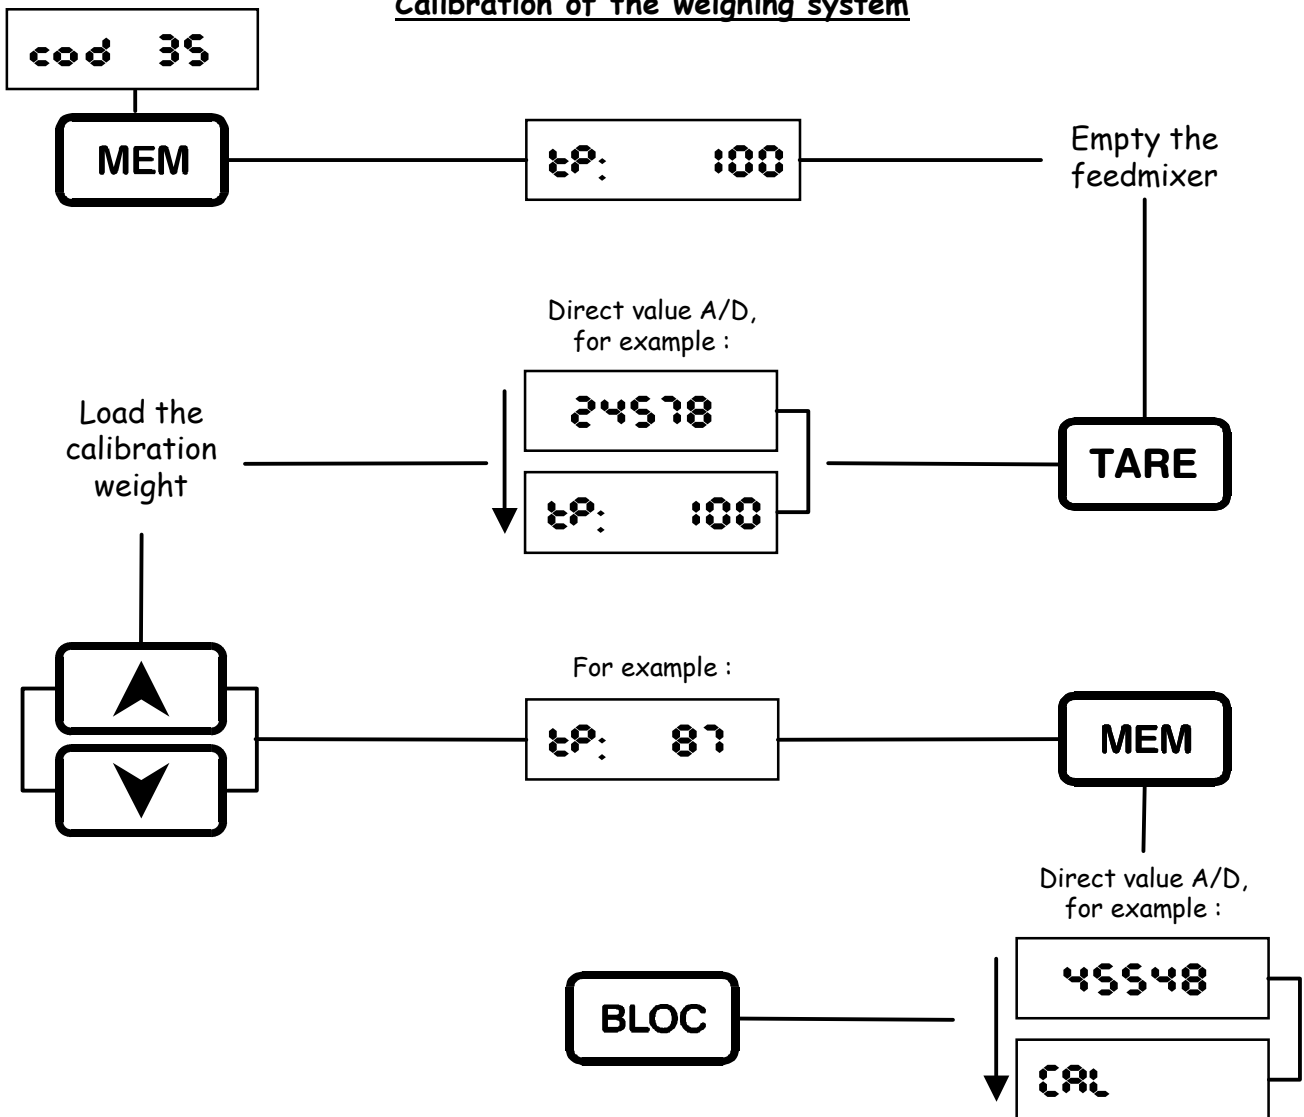 Calibration of the weighing system
cod 35
MEM
tP: 100
Empty the
feedmixer
Direct value A/D,
for example :
24578
tP: 100
TARE
Load the
calibration
weight
For example :
tP: 87
MEM
Direct value A/D,
for example :
45548
CAL
BLOC